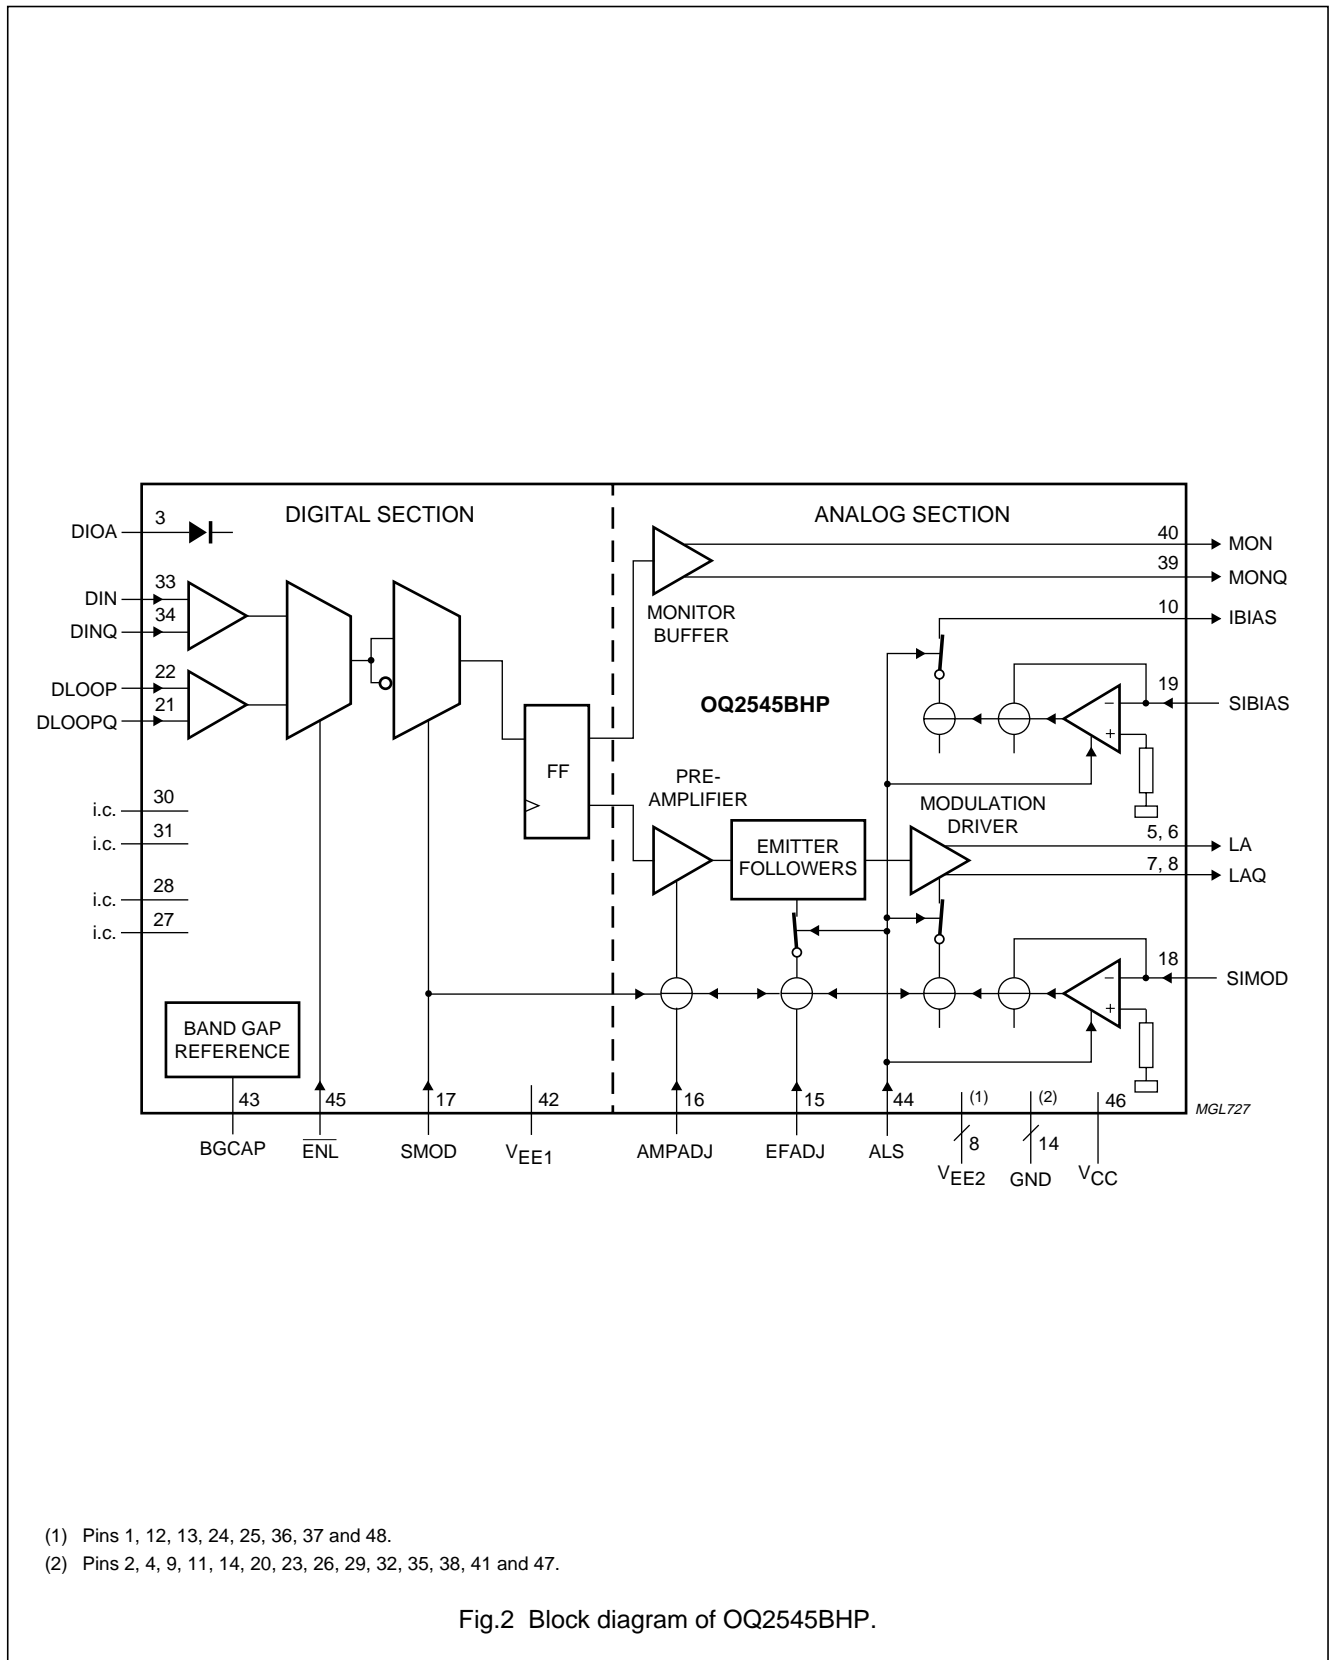 DIGITAL SECTION
ANALOG SECTION
DIOA
3
DIN
33
DINQ
34
DLOOP
22
DLOOPQ
21
i.c.
30
i.c.
31
i.c.
28
i.c.
27
FF
BAND GAP
REFERENCE
MONITOR
BUFFER
OQ2545BHP
PRE-
AMPLIFIER
EMITTER
FOLLOWERS
MODULATION
DRIVER
−
+
−
+
40
MON
39
MONQ
10
IBIAS
19
SIBIAS
5, 6
LA
7, 8
LAQ
18
SIMOD
43
BGCAP
45
ENL
17
SMOD
42
VEE1
16
AMPADJ
15
EFADJ
44
ALS
(1)
8
VEE2
(2)
14
GND
46
VCC
MGL727
(1) Pins 1, 12, 13, 24, 25, 36, 37 and 48.
(2) Pins 2, 4, 9, 11, 14, 20, 23, 26, 29, 32, 35, 38, 41 and 47.
Fig.2 Block diagram of OQ2545BHP.